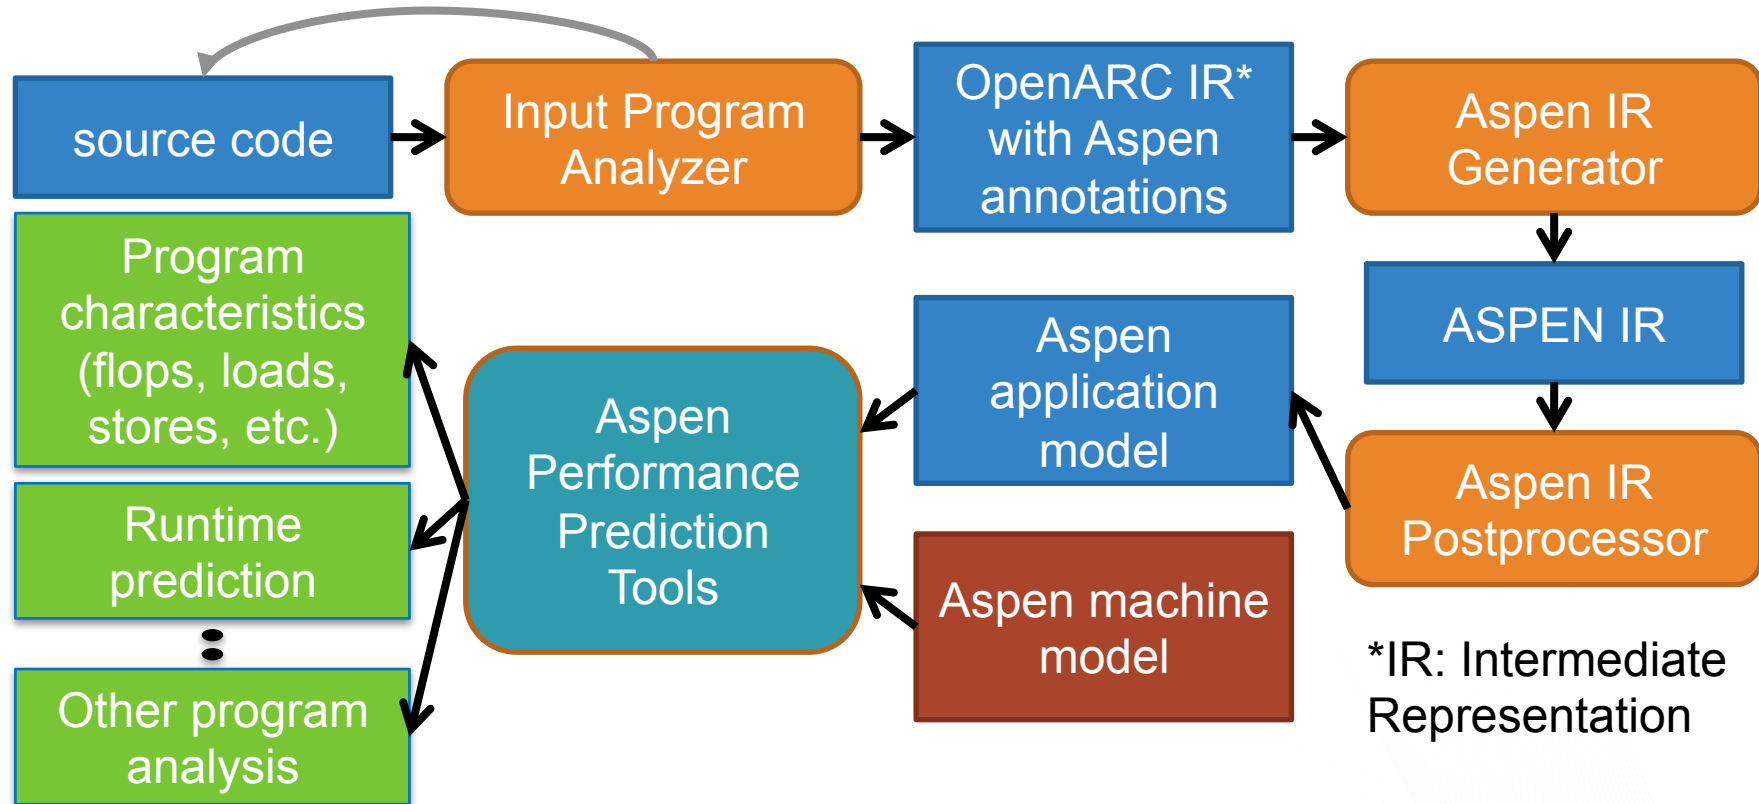 source code
Input Program
Analyzer
OpenARC IR*
with Aspen
annotations
Aspen IR
Generator
ASPEN IR
Aspen IR
Postprocessor
Aspen
application
model
Aspen machine
model
Aspen
Performance
Prediction
Tools
Program
characteristics
(flops, loads,
stores, etc.)
Runtime
prediction
Other program
analysis
*IR: Intermediate
Representation